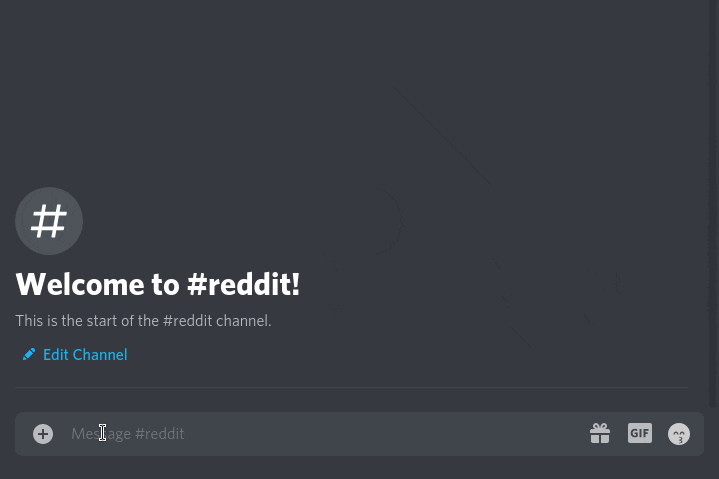 #
Welcome to #reddit!
This is the start of the #reddit channel.
Edit Channel
Message #reddit
GIF